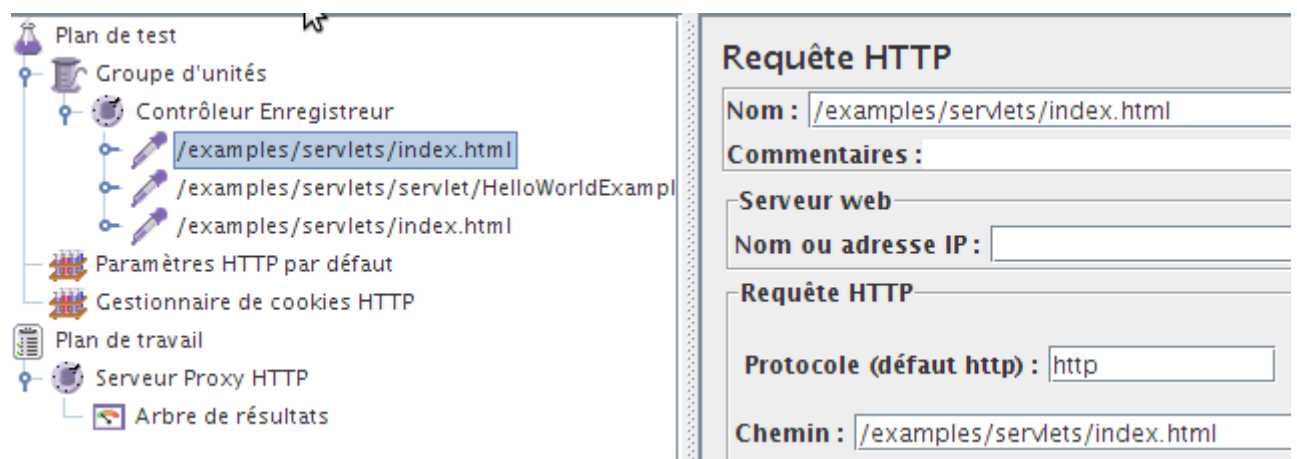 Plan de test
Groupe d'unités
Contrôleur Enregistreur
/examples/servlets/index.html
/examples/servlets/servlet/HelloWorldExampl
/examples/servlets/index.html
Paramètres HTTP par défaut
Gestionnaire de cookies HTTP
Plan de travail
Serveur Proxy HTTP
Arbre de résultats
Requête HTTP
Nom : /examples/servlets/index.html
Commentaires :
Serveur web
Nom ou adresse IP :
Requête HTTP
Protocole (défaut http) : http
Chemin : /examples/servlets/index.html